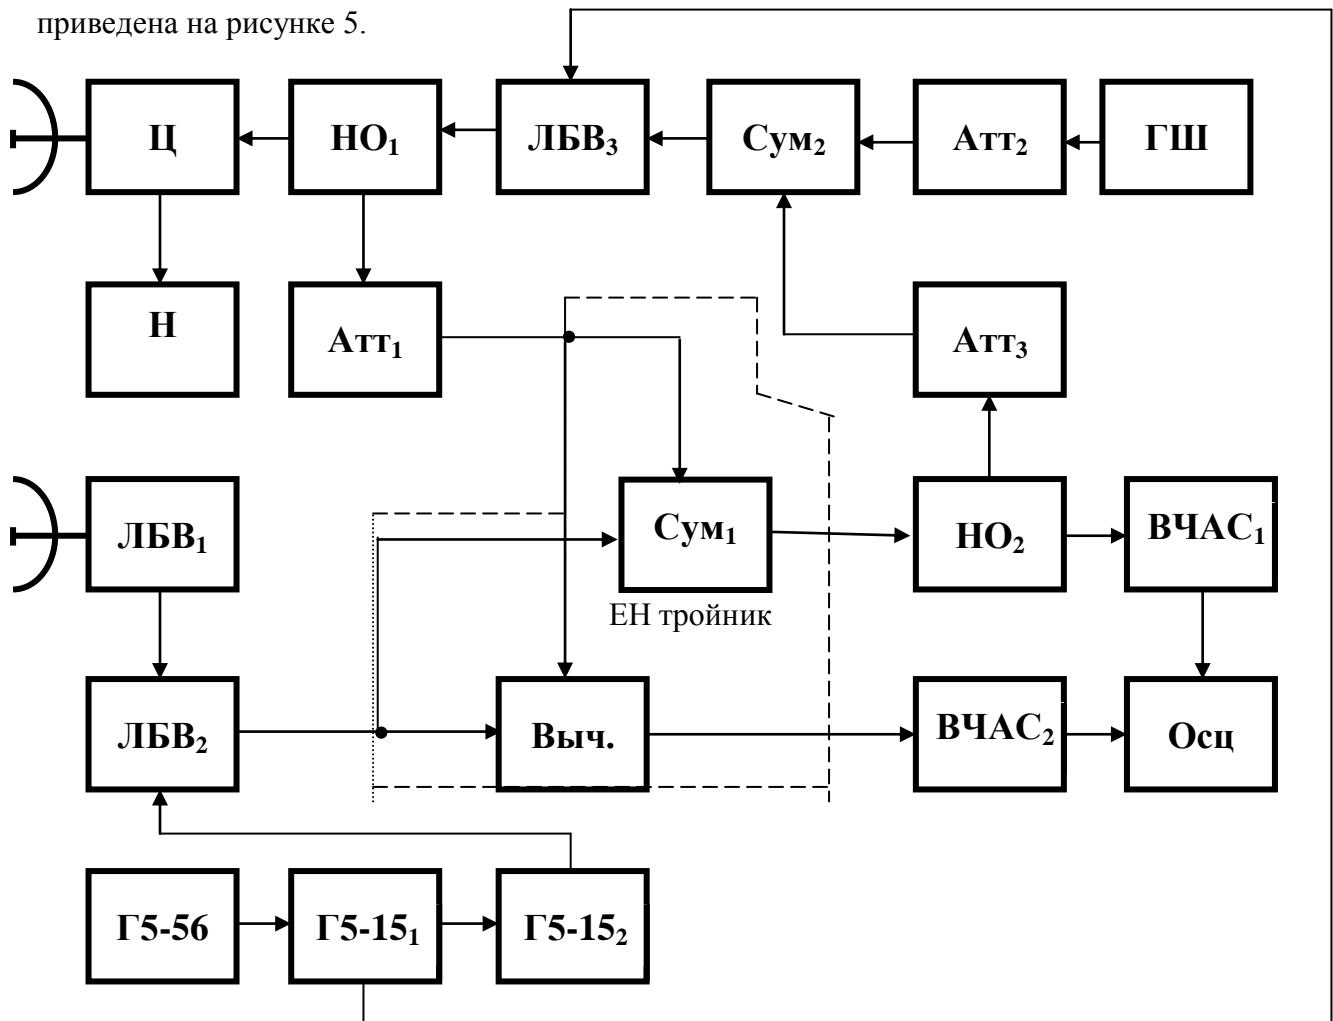 приведена на рисунке 5.
Ц
НО₁
ЛБВ₃
Сум₂
Атт₂
ГШ
Н
Атт₁
Атт₃
ЛБВ₁
Сум₁
НО₂
ВЧАС₁
ЕН тройник
ЛБВ₂
Выч.
ВЧАС₂
Осц
Г5-56
Г5-15₁
Г5-15₂